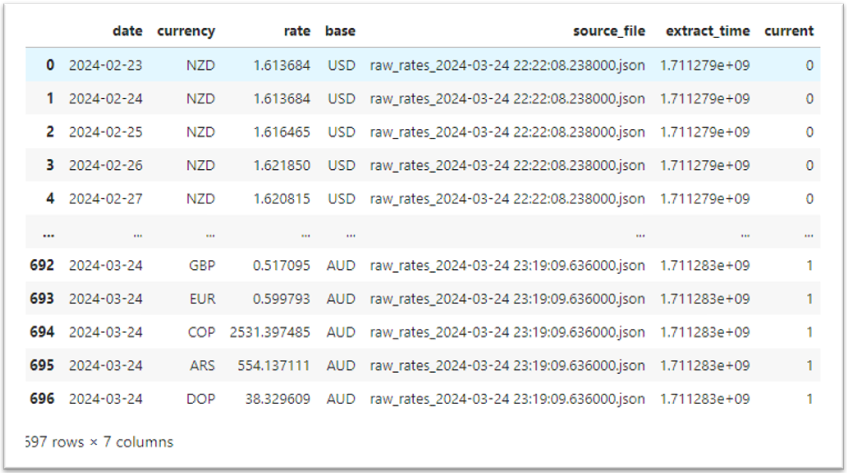 date currency rate base source_file extract_time current
0 2024-02-23 NZD 1.613684 USD raw_rates_2024-03-24 22:22:08.238000.json 1.711279e+09 0
1 2024-02-24 NZD 1.613684 USD raw_rates_2024-03-24 22:22:08.238000.json 1.711279e+09 0
2 2024-02-25 NZD 1.616465 USD raw_rates_2024-03-24 22:22:08.238000.json 1.711279e+09 0
3 2024-02-26 NZD 1.621850 USD raw_rates_2024-03-24 22:22:08.238000.json 1.711279e+09 0
4 2024-02-27 NZD 1.620815 USD raw_rates_2024-03-24 22:22:08.238000.json 1.711279e+09 0
... ... ... ... ... ... ... ...
692 2024-03-24 GBP 0.517095 AUD raw_rates_2024-03-24 23:19:09.636000.json 1.711283e+09 1
693 2024-03-24 EUR 0.599793 AUD raw_rates_2024-03-24 23:19:09.636000.json 1.711283e+09 1
694 2024-03-24 COP 2531.397485 AUD raw_rates_2024-03-24 23:19:09.636000.json 1.711283e+09 1
695 2024-03-24 ARS 554.137111 AUD raw_rates_2024-03-24 23:19:09.636000.json 1.711283e+09 1
696 2024-03-24 DOP 38.329609 AUD raw_rates_2024-03-24 23:19:09.636000.json 1.711283e+09 1
597 rows × 7 columns